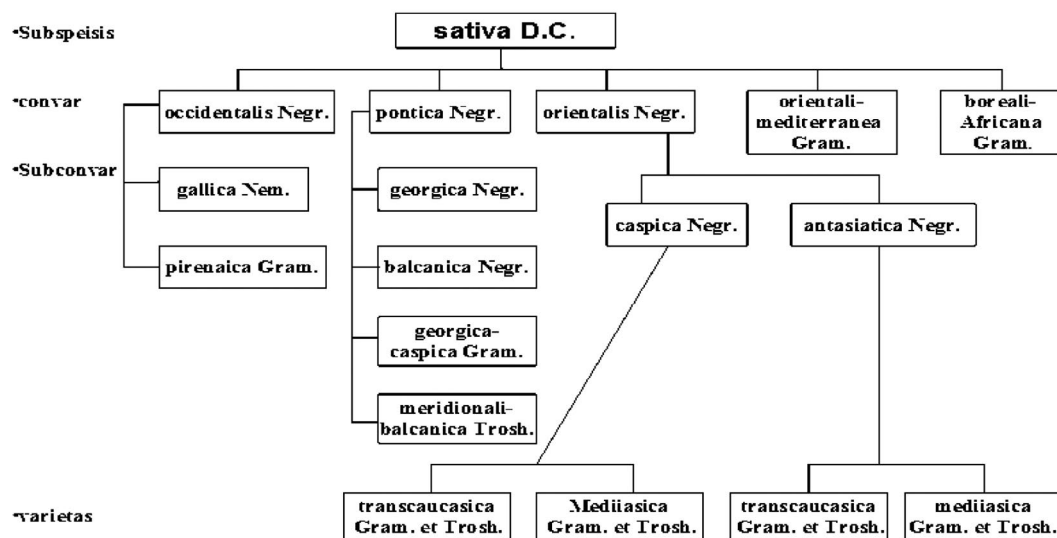 •Subspeisis
sativa D.C.
•convar
occidentalis Negr.
pontica Negr.
orientalis Negr.
orientali-
mediterranea
Gram.
boreali-
Africana
Gram.
•Subconvar
gallica Nem.
georgica Negr.
caspica Negr.
antasiatica Negr.
pirenaica Gram.
balcanica Negr.
georgica-
caspica Gram.
meridionali-
balcanica Trosh.
•varietas
transcaucasica
Gram. et Trosh.
Mediiasica
Gram. et Trosh.
transcaucasica
Gram. et Trosh.
mediiasica
Gram. et Trosh.